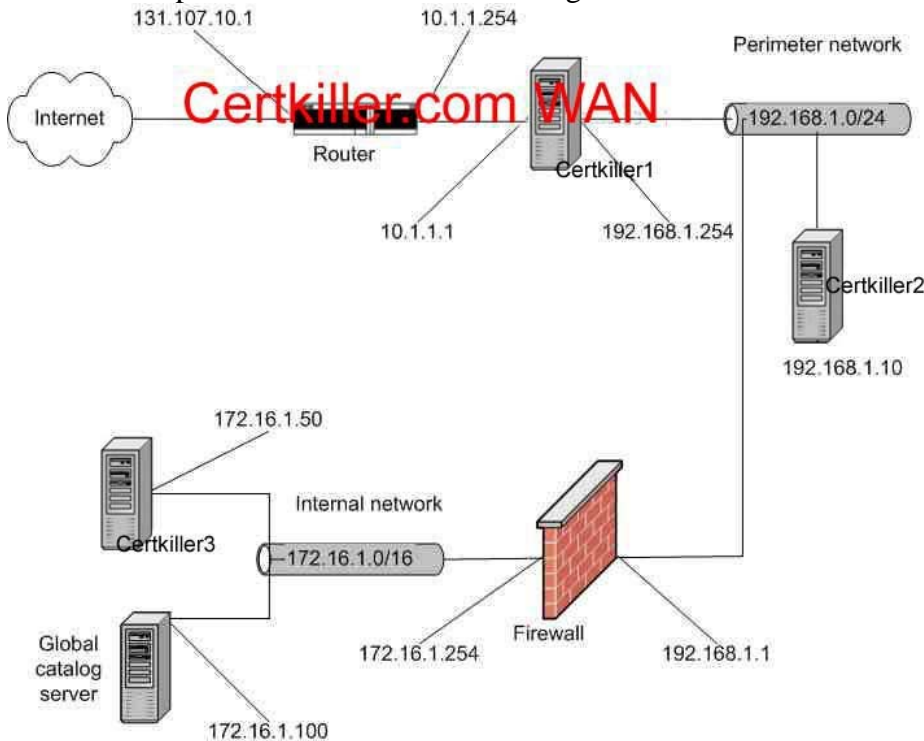 131.107.10.1
10.1.1.254
Perimeter network
Certkiller.com WAN
Internet
192.168.1.0/24
Router
Certkiller1
10.1.1.1
192.168.1.254
Certkiller2
192.168.1.10
172.16.1.50
Internal network
Certkiller3
172.16.1.0/16
Firewall
Global
catalog
server
172.16.1.254
192.168.1.1
172.16.1.100